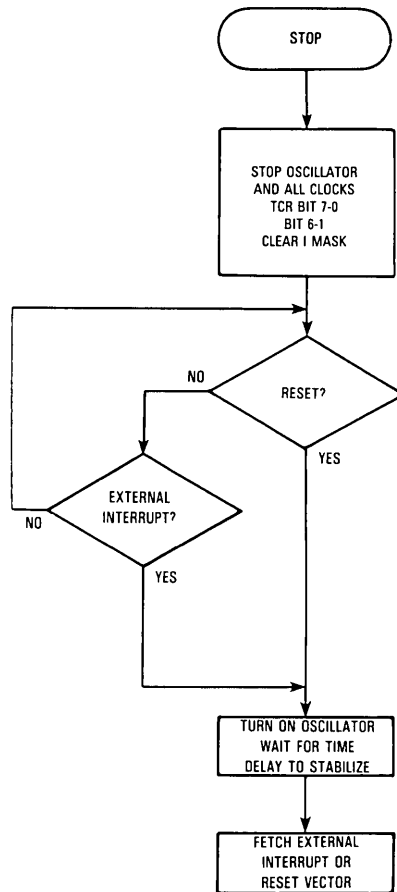 STOP
STOP OSCILLATOR
AND ALL CLOCKS
TCR BIT 7-0
BIT 6-1
CLEAR I MASK
NO
RESET?
YES
EXTERNAL
INTERRUPT?
NO
YES
TURN ON OSCILLATOR
WAIT FOR TIME
DELAY TO STABILIZE
FETCH EXTERNAL
INTERRUPT OR
RESET VECTOR